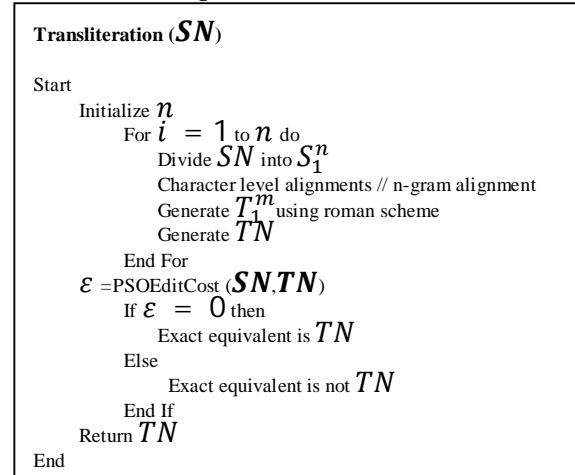 Transliteration (SN)
Start
Initialize n
For i = 1 to n do
Divide SN into S₁ⁿ
Character level alignments // n-gram alignment
Generate T₁ᵐ using roman scheme
Generate TN
End For
ε =PSOEditCost (SN,TN)
If ε = 0 then
Exact equivalent is TN
Else
Exact equivalent is not TN
End If
Return TN
End